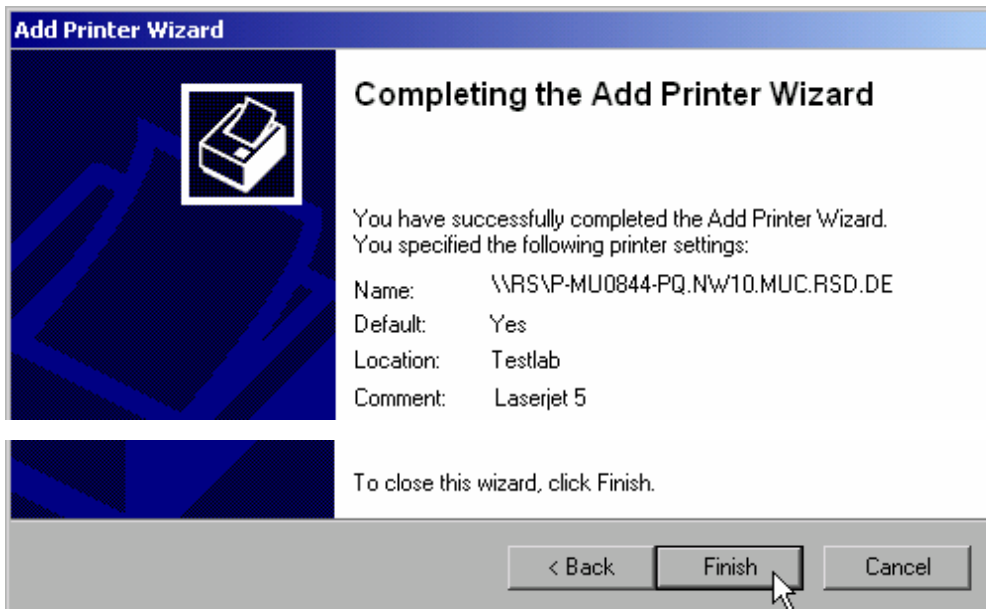 Add Printer Wizard
Completing the Add Printer Wizard
You have successfully completed the Add Printer Wizard.
You specified the following printer settings:
Name: \\RS\P-MU0844-PQ.NW10.MUC.RSD.DE
Default: Yes
Location: Testlab
Comment: Laserjet 5
To close this wizard, click Finish.
< Back Finish Cancel